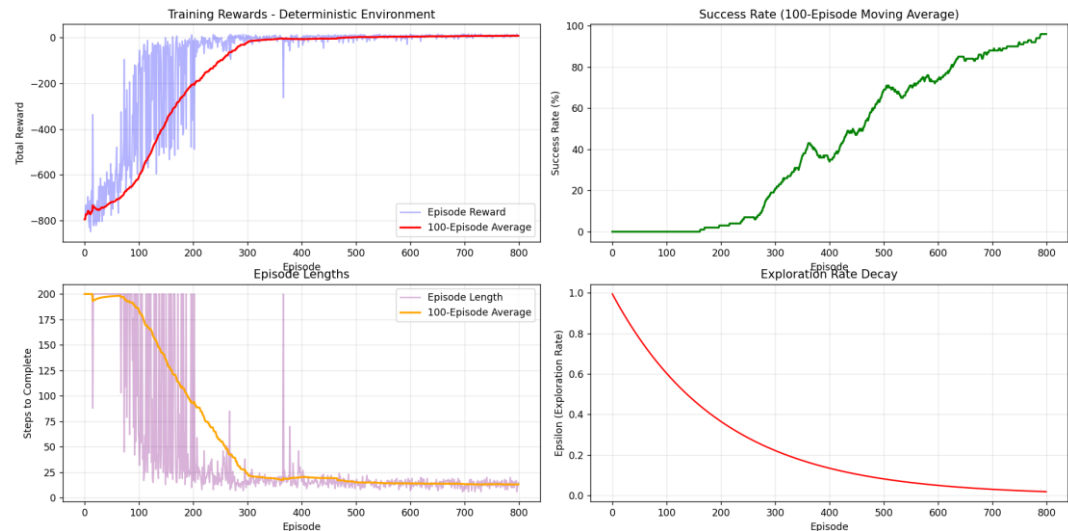 Training Rewards - Deterministic Environment
Total Reward
0
−200
−400
−600
−800
Episode Reward
100-Episode Average
0 100 200 300 400 500 600 700 800
Episode
Success Rate (100-Episode Moving Average)
Success Rate (%)
100
80
60
40
20
0
0 100 200 300 400 500 600 700 800
Episode
Episode Lengths
Steps to Complete
200
175
150
125
100
75
50
25
0
Episode Length
100-Episode Average
0 100 200 300 400 500 600 700 800
Episode
Exploration Rate Decay
Epsilon (Exploration Rate)
1.0
0.8
0.6
0.4
0.2
0.0
0 100 200 300 400 500 600 700 800
Episode